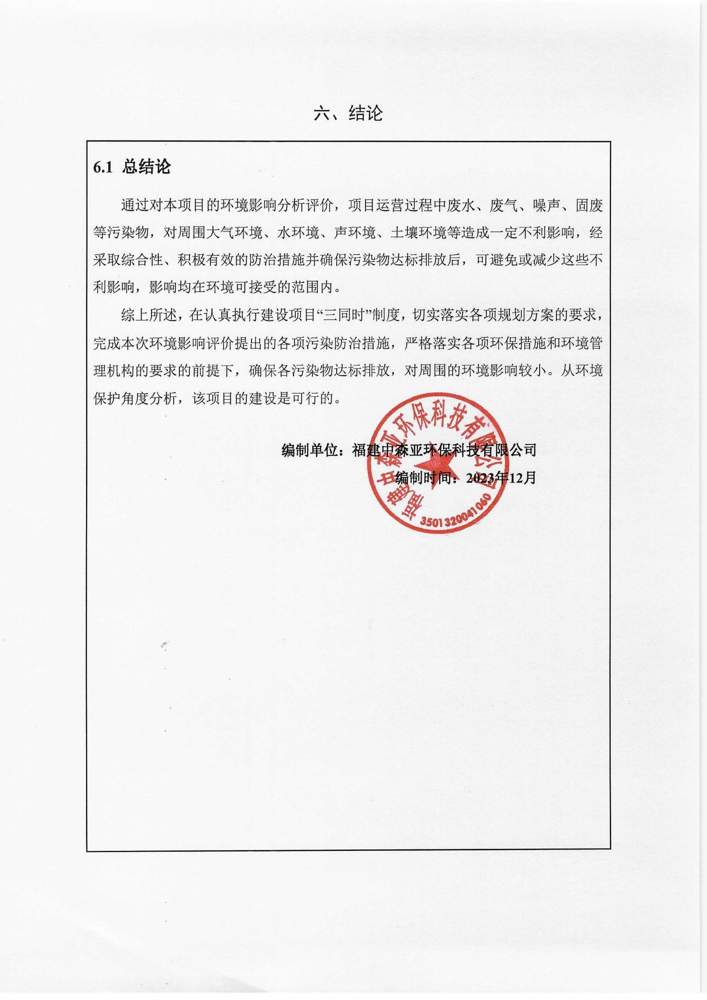 六、结论
6.1 总结论
通过对本项目的环境影响分析评价，项目运营过程中废水、废气、噪声、固废
等污染物，对周围大气环境、水环境、声环境、土壤环境等造成一定不利影响，经
采取综合性、积极有效的防治措施并确保污染物达标排放后，可避免或减少这些不
利影响，影响均在环境可接受的范围内。
综上所述，在认真执行建设项目“三同时”制度，切实落实各项规划方案的要求，
完成本次环境影响评价提出的各项污染防治措施，严格落实各项环保措施和环境管
理机构的要求的前提下，确保各污染物达标排放，对周围的环境影响较小。从环境
保护角度分析，该项目的建设是可行的。
编制单位：福建中森亚环保科技有限公司
编制时间：2023年12月
福建中森亚环保科技有限公司
3501320041060